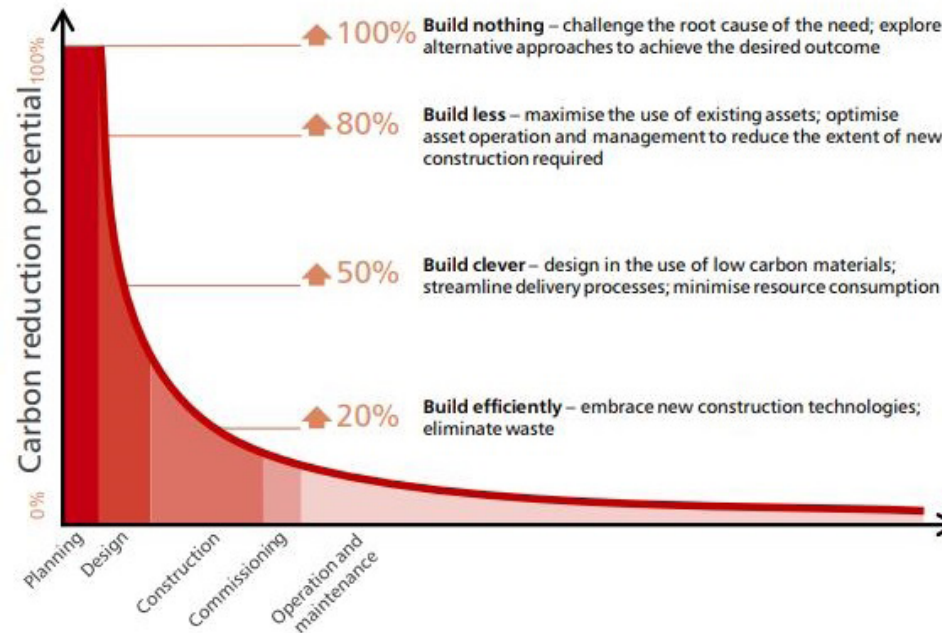 Carbon reduction potential
100%
0%
100%
Build nothing – challenge the root cause of the need; explore
alternative approaches to achieve the desired outcome
80%
Build less – maximise the use of existing assets; optimise
asset operation and management to reduce the extent of new
construction required
50%
Build clever – design in the use of low carbon materials;
streamline delivery processes; minimise resource consumption
20%
Build efficiently – embrace new construction technologies;
eliminate waste
Planning
Design
Construction
Commissioning
Operation and
maintenance